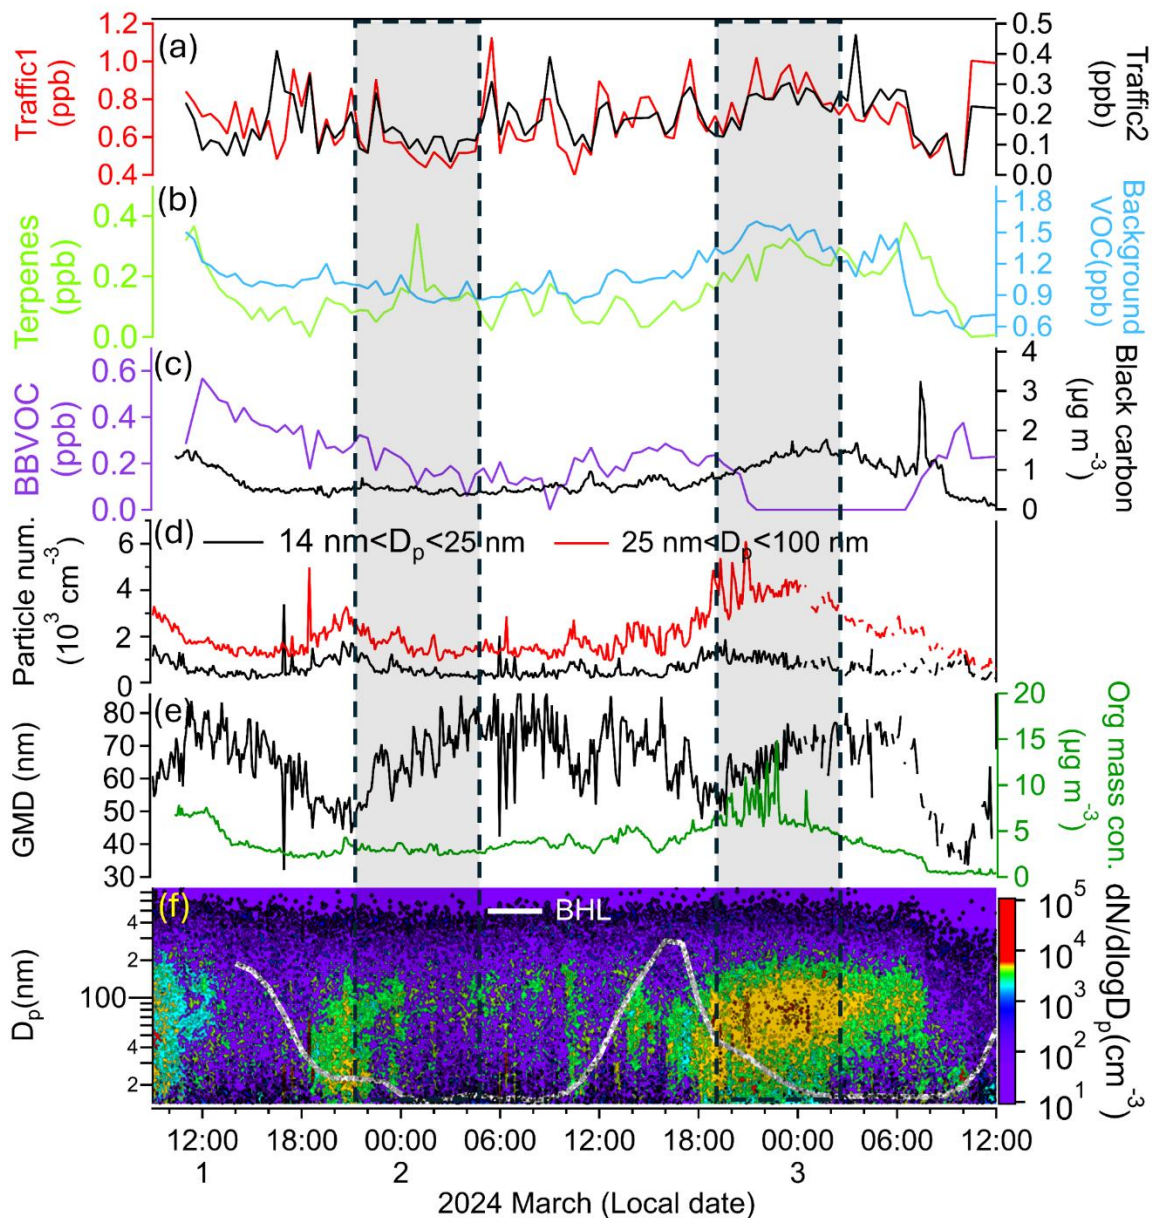 (a)
Traffic1
(ppb)
1.2
1.0
0.8
0.6
0.4
0.5
0.4
0.3
0.2
0.1
0.0
Traffic2
(ppb)
(b)
Terpenes
(ppb)
0.4
0.2
0.0
1.8
1.5
1.2
0.9
0.6
Background
VOC(ppb)
(c)
BBVOC
(ppb)
0.6
0.4
0.2
0.0
4
3
2
1
0
Black carbon
(µg m⁻³)
(d)
14 nm<Dₚ<25 nm
25 nm<Dₚ<100 nm
Particle num.
(10³ cm⁻³)
6
4
2
0
(e)
GMD (nm)
80
70
60
50
40
30
20
15
10
5
0
Org mass con.
(µg m⁻³)
(f)
BHL
Dₚ(nm)
4
2
100
4
2
10⁵
10⁴
10³
10²
10¹
dN/dlogDₚ(cm⁻³)
12:00 18:00 00:00 06:00 12:00 18:00 00:00 06:00 12:00
1 2 3
2024 March (Local date)